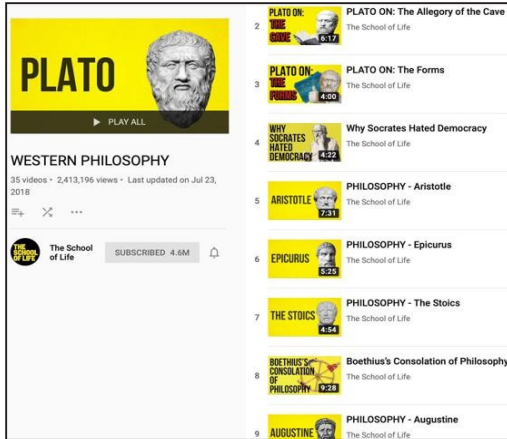 PLATO
PLAY ALL
WESTERN PHILOSOPHY
35 videos • 2,413,196 views • Last updated on Jul 23,
2018
THE
SCHOOL
OF LIFE
The School
of Life
SUBSCRIBED 4.6M
2
PLATO ON:
THE
CAVE
6:17
PLATO ON: The Allegory of the Cave
The School of Life
3
PLATO ON:
THE
FORMS
4:00
PLATO ON: The Forms
The School of Life
4
WHY
SOCRATES
HATED
DEMOCRACY
4:22
Why Socrates Hated Democracy
The School of Life
5
ARISTOTLE
7:31
PHILOSOPHY - Aristotle
The School of Life
6
EPICURUS
5:25
PHILOSOPHY - Epicurus
The School of Life
7
THE STOICS
4:54
PHILOSOPHY - The Stoics
The School of Life
8
BOETHIUS'S
CONSOLATION
OF
PHILOSOPHY
9:28
Boethius's Consolation of Philosophy
The School of Life
9
AUGUSTINE
PHILOSOPHY - Augustine
The School of Life